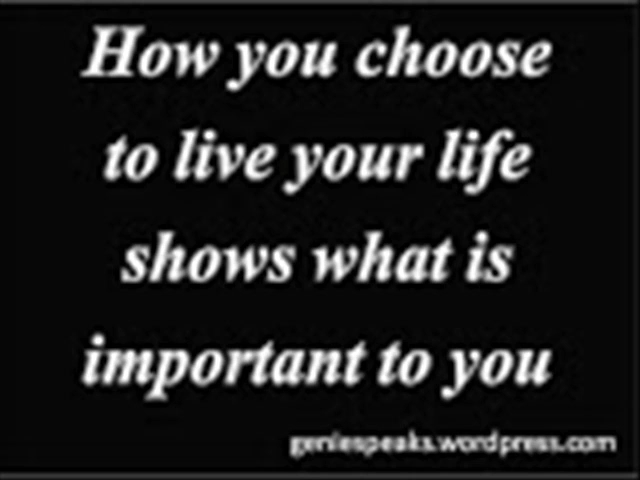 How you choose
to live your life
shows what is
important to you
geniespeaks.wordpress.com